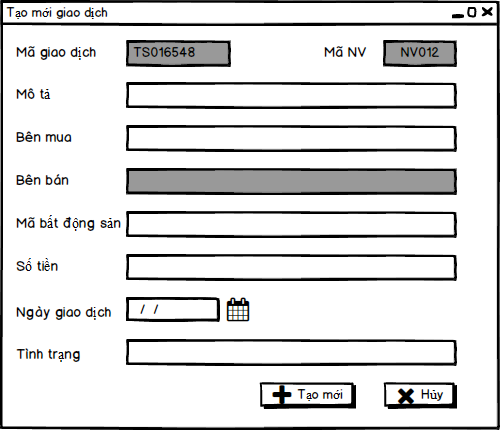 Tạo mới giao dịch
Mã giao dịch TS016548 Mã NV NV012
Mô tả
Bên mua
Bên bán
Mã bất động sản
Số tiền
Ngày giao dịch / /
Tình trạng
Tạo mới Hủy